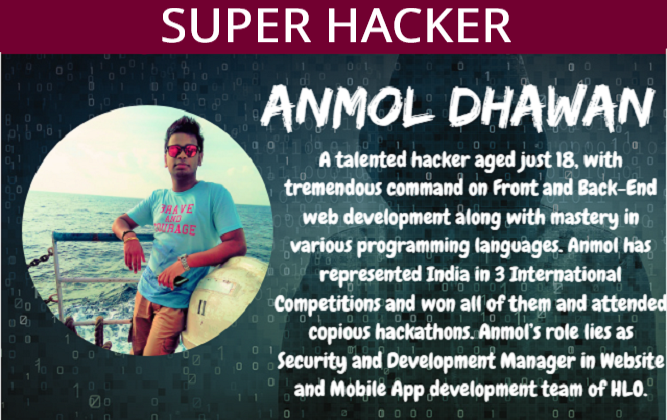 SUPER HACKER
ANMOL DHAWAN
A talented hacker aged just 18, with
tremendous command on Front and Back-End
web development along with mastery in
various programming languages. Anmol has
represented India in 3 International
Competitions and won all of them and attended
copious hackathons. Anmol's role lies as
Security and Development Manager in Website
and Mobile App development team of HLO.
BRAVE
AND
COURAGE